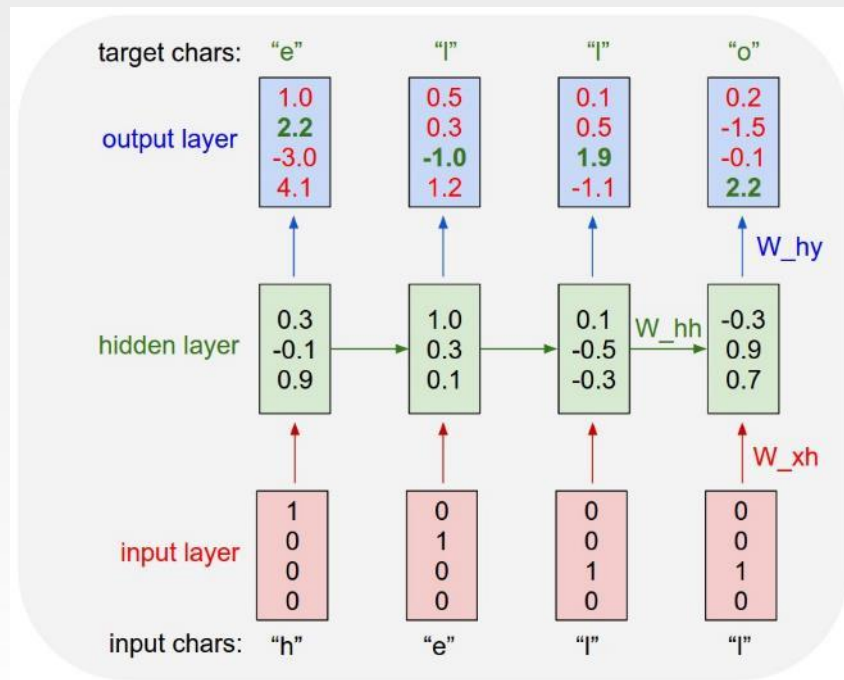 target chars: “e” “l” “l” “o”
1.0 0.5 0.1 0.2
2.2 0.3 0.5 -1.5
output layer
-3.0 -1.0 1.9 -0.1
4.1 1.2 -1.1 2.2
W_hy
0.3 1.0 0.1 -0.3
W_hh
hidden layer -0.1 0.3 -0.5 0.9
0.9 0.1 -0.3 0.7
W_xh
1 0 0 0
0 1 0 0
input layer
0 0 1 1
0 0 0 0
input chars: “h” “e” “l” “l”